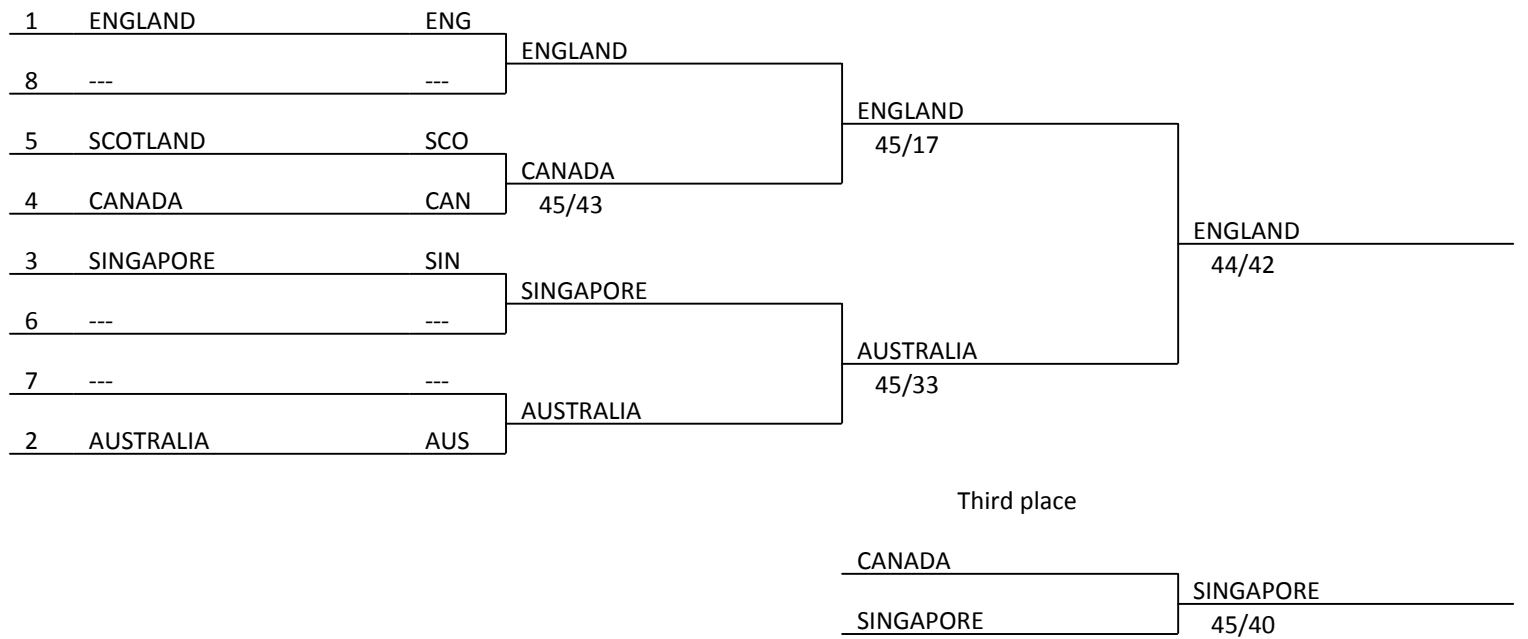 1 ENGLAND ENG
ENGLAND
8 --- ---
ENGLAND
45/17
5 SCOTLAND SCO
CANADA
45/43
4 CANADA CAN
ENGLAND
44/42
3 SINGAPORE SIN
SINGAPORE
6 --- ---
AUSTRALIA
45/33
7 --- ---
AUSTRALIA
2 AUSTRALIA AUS
Third place
CANADA
SINGAPORE
45/40
SINGAPORE